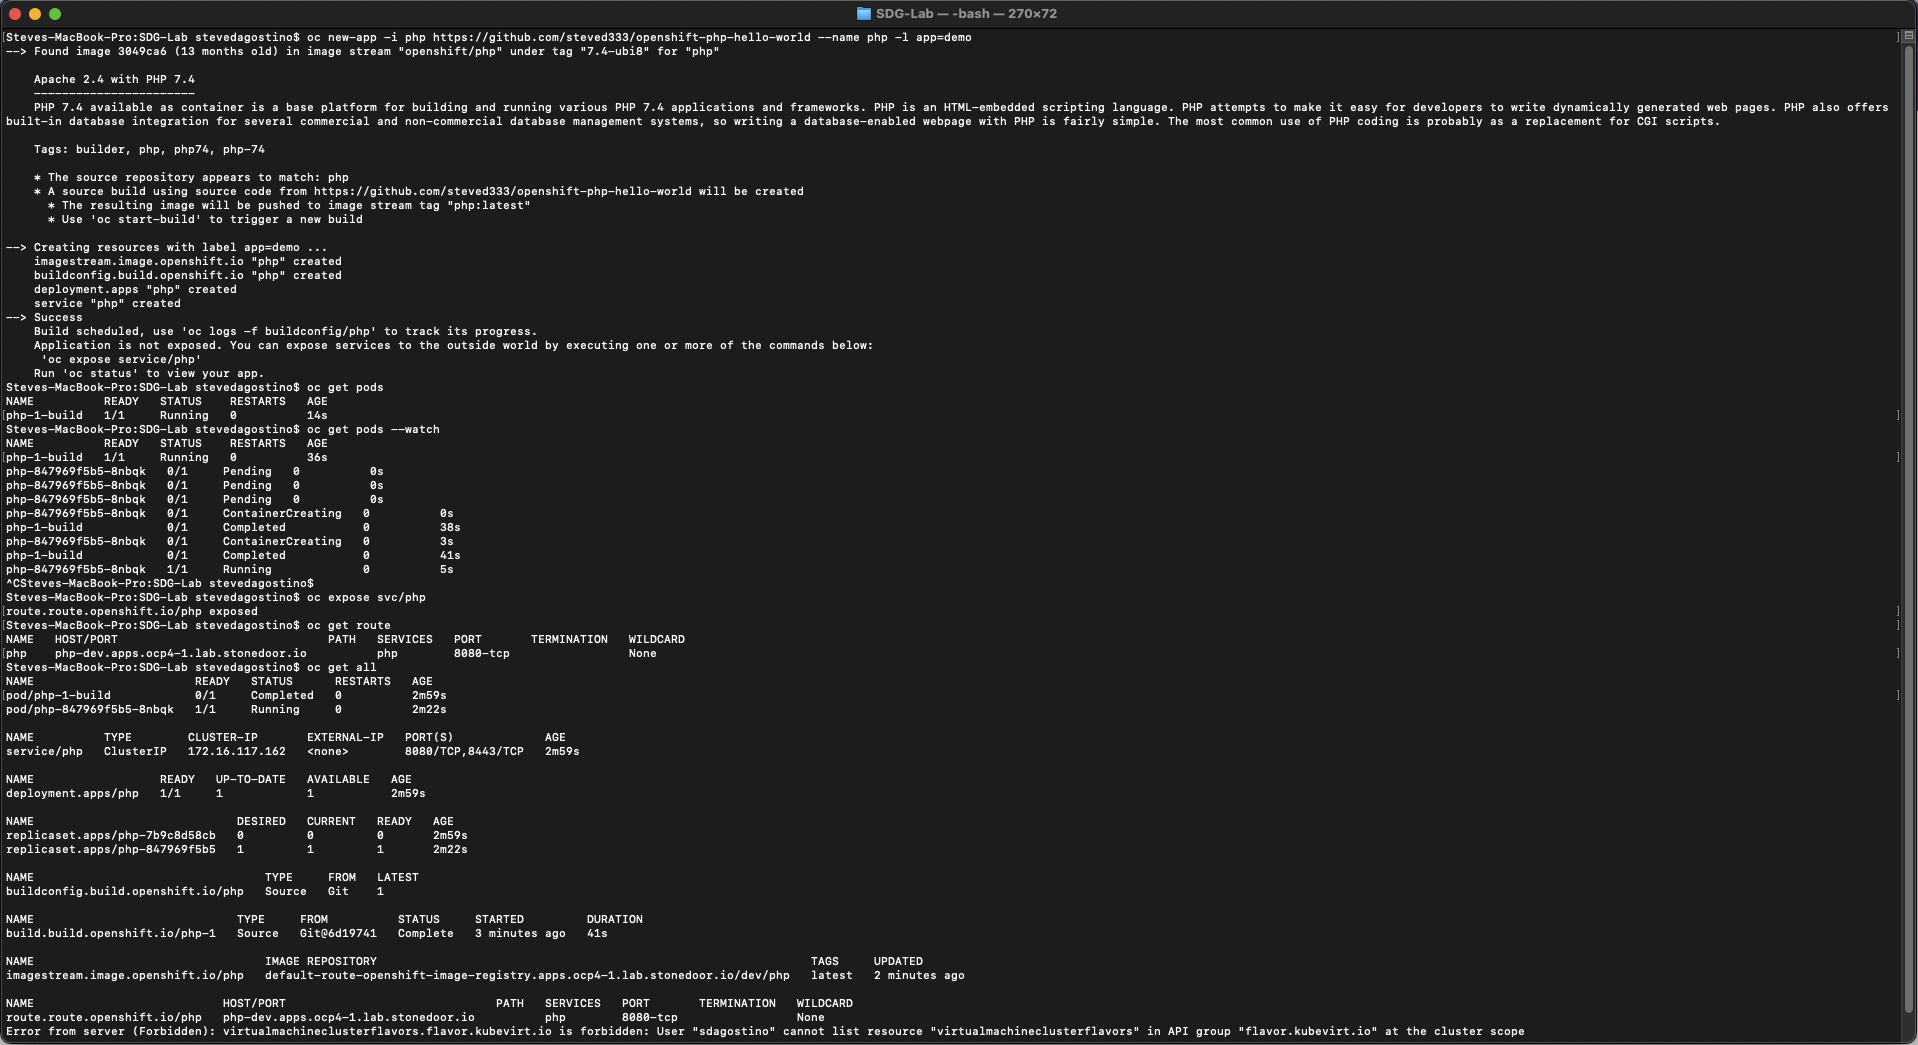 SDG-Lab — -bash — 270×72
Steves-MacBook-Pro:SDG-Lab stevedagostino$ oc new-app -i php https://github.com/steved333/openshift-php-hello-world --name php -l app=demo
--> Found image 3049ca6 (13 months old) in image stream "openshift/php" under tag "7.4-ubi8" for "php"
Apache 2.4 with PHP 7.4
-----------------------
PHP 7.4 available as container is a base platform for building and running various PHP 7.4 applications and frameworks. PHP is an HTML-embedded scripting language. PHP attempts to make it easy for developers to write dynamically generated web pages. PHP also offers
built-in database integration for several commercial and non-commercial database management systems, so writing a database-enabled webpage with PHP is fairly simple. The most common use of PHP coding is probably as a replacement for CGI scripts.
Tags: builder, php, php74, php-74
* The source repository appears to match: php
* A source build using source code from https://github.com/steved333/openshift-php-hello-world will be created
* The resulting image will be pushed to image stream tag "php:latest"
* Use 'oc start-build' to trigger a new build
--> Creating resources with label app=demo ...
imagestream.image.openshift.io "php" created
buildconfig.build.openshift.io "php" created
deployment.apps "php" created
service "php" created
--> Success
Build scheduled, use 'oc logs -f buildconfig/php' to track its progress.
Application is not exposed. You can expose services to the outside world by executing one or more of the commands below:
'oc expose service/php'
Run 'oc status' to view your app.
Steves-MacBook-Pro:SDG-Lab stevedagostino$ oc get pods
NAME READY STATUS RESTARTS AGE
php-1-build 1/1 Running 0 14s
Steves-MacBook-Pro:SDG-Lab stevedagostino$ oc get pods --watch
NAME READY STATUS RESTARTS AGE
php-1-build 1/1 Running 0 36s
php-847969f5b5-8nbqk 0/1 Pending 0 0s
php-847969f5b5-8nbqk 0/1 Pending 0 0s
php-847969f5b5-8nbqk 0/1 Pending 0 0s
php-847969f5b5-8nbqk 0/1 ContainerCreating 0 0s
php-1-build 0/1 Completed 0 38s
php-847969f5b5-8nbqk 0/1 ContainerCreating 0 3s
php-1-build 0/1 Completed 0 41s
php-847969f5b5-8nbqk 1/1 Running 0 5s
^CSteves-MacBook-Pro:SDG-Lab stevedagostino$
Steves-MacBook-Pro:SDG-Lab stevedagostino$ oc expose svc/php
route.route.openshift.io/php exposed
Steves-MacBook-Pro:SDG-Lab stevedagostino$ oc get route
NAME HOST/PORT PATH SERVICES PORT TERMINATION WILDCARD
php php-dev.apps.ocp4-1.lab.stonedoor.io php 8080-tcp None
Steves-MacBook-Pro:SDG-Lab stevedagostino$ oc get all
NAME READY STATUS RESTARTS AGE
pod/php-1-build 0/1 Completed 0 2m59s
pod/php-847969f5b5-8nbqk 1/1 Running 0 2m22s
NAME TYPE CLUSTER-IP EXTERNAL-IP PORT(S) AGE
service/php ClusterIP 172.16.117.162 <none> 8080/TCP,8443/TCP 2m59s
NAME READY UP-TO-DATE AVAILABLE AGE
deployment.apps/php 1/1 1 1 2m59s
NAME DESIRED CURRENT READY AGE
replicaset.apps/php-7b9c8d58cb 0 0 0 2m59s
replicaset.apps/php-847969f5b5 1 1 1 2m22s
NAME TYPE FROM LATEST
buildconfig.build.openshift.io/php Source Git 1
NAME TYPE FROM STATUS STARTED DURATION
build.build.openshift.io/php-1 Source Git@6d19741 Complete 3 minutes ago 41s
NAME IMAGE REPOSITORY TAGS UPDATED
imagestream.image.openshift.io/php default-route-openshift-image-registry.apps.ocp4-1.lab.stonedoor.io/dev/php latest 2 minutes ago
NAME HOST/PORT PATH SERVICES PORT TERMINATION WILDCARD
route.route.openshift.io/php php-dev.apps.ocp4-1.lab.stonedoor.io php 8080-tcp None
Error from server (Forbidden): virtualmachineclusterflavors.flavor.kubevirt.io is forbidden: User "sdagostino" cannot list resource "virtualmachineclusterflavors" in API group "flavor.kubevirt.io" at the cluster scope